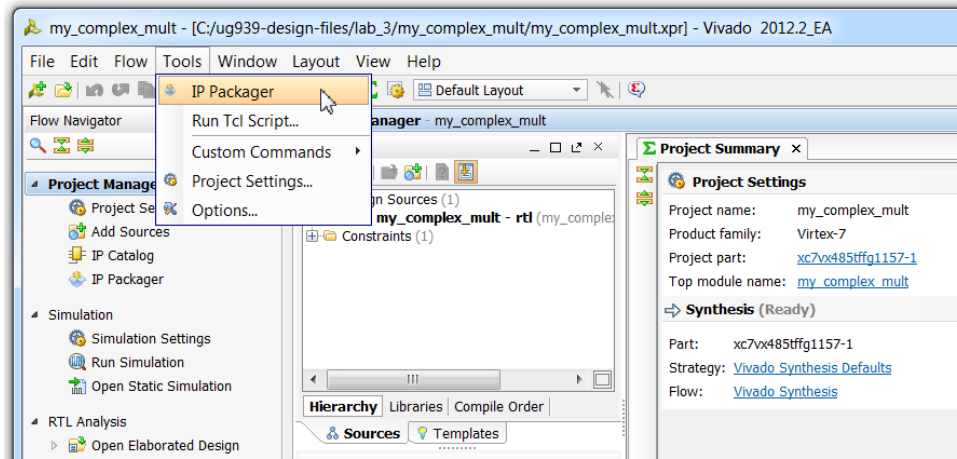 my_complex_mult - [C:/ug939-design-files/lab_3/my_complex_mult/my_complex_mult.xpr] - Vivado 2012.2_EA
File Edit Flow Tools Window Layout View Help
Default Layout
IP Packager
Run Tcl Script...
Custom Commands
Project Settings...
Options...
Flow Navigator
anager - my_complex_mult
Project Manage
Project Se
Add Sources
IP Catalog
IP Packager
Simulation
Simulation Settings
Run Simulation
Open Static Simulation
RTL Analysis
Open Elaborated Design
gn Sources (1)
my_complex_mult - rtl (my_comple
Constraints (1)
Hierarchy Libraries Compile Order
Sources Templates
Σ Project Summary ×
Project Settings
Project name: my_complex_mult
Product family: Virtex-7
Project part: xc7vx485tffg1157-1
Top module name: my_complex_mult
Synthesis (Ready)
Part: xc7vx485tffg1157-1
Strategy: Vivado Synthesis Defaults
Flow: Vivado Synthesis